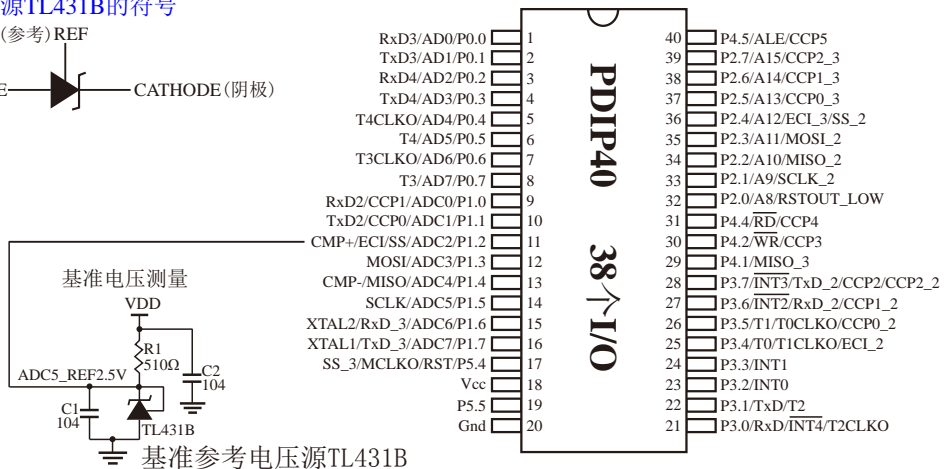 源TL431B的符号
(参考)REF
E
CATHODE(阴极)
基准电压测量
VDD
R1
510Ω
C2
104
ADC5_REF2.5V
C1
104
TL431B
基准参考电压源TL431B
PDIP40
38个I/O
RxD3/AD0/P0.0 1
TxD3/AD1/P0.1 2
RxD4/AD2/P0.2 3
TxD4/AD3/P0.3 4
T4CLKO/AD4/P0.4 5
T4/AD5/P0.5 6
T3CLKO/AD6/P0.6 7
T3/AD7/P0.7 8
RxD2/CCP1/ADC0/P1.0 9
TxD2/CCP0/ADC1/P1.1 10
CMP+/ECI/SS/ADC2/P1.2 11
MOSI/ADC3/P1.3 12
CMP-/MISO/ADC4/P1.4 13
SCLK/ADC5/P1.5 14
XTAL2/RxD_3/ADC6/P1.6 15
XTAL1/TxD_3/ADC7/P1.7 16
SS_3/MCLKO/RST/P5.4 17
Vcc 18
P5.5 19
Gnd 20
40 P4.5/ALE/CCP5
39 P2.7/A15/CCP2_3
38 P2.6/A14/CCP1_3
37 P2.5/A13/CCP0_3
36 P2.4/A12/ECI_3/SS_2
35 P2.3/A11/MOSI_2
34 P2.2/A10/MISO_2
33 P2.1/A9/SCLK_2
32 P2.0/A8/RSTOUT_LOW
31 P4.4/RD/CCP4
30 P4.2/WR/CCP3
29 P4.1/MISO_3
28 P3.7/INT3/TxD_2/CCP2/CCP2_2
27 P3.6/INT2/RxD_2/CCP1_2
26 P3.5/T1/T0CLKO/CCP0_2
25 P3.4/T0/T1CLKO/ECI_2
24 P3.3/INT1
23 P3.2/INT0
22 P3.1/TxD/T2
21 P3.0/RxD/INT4/T2CLKO